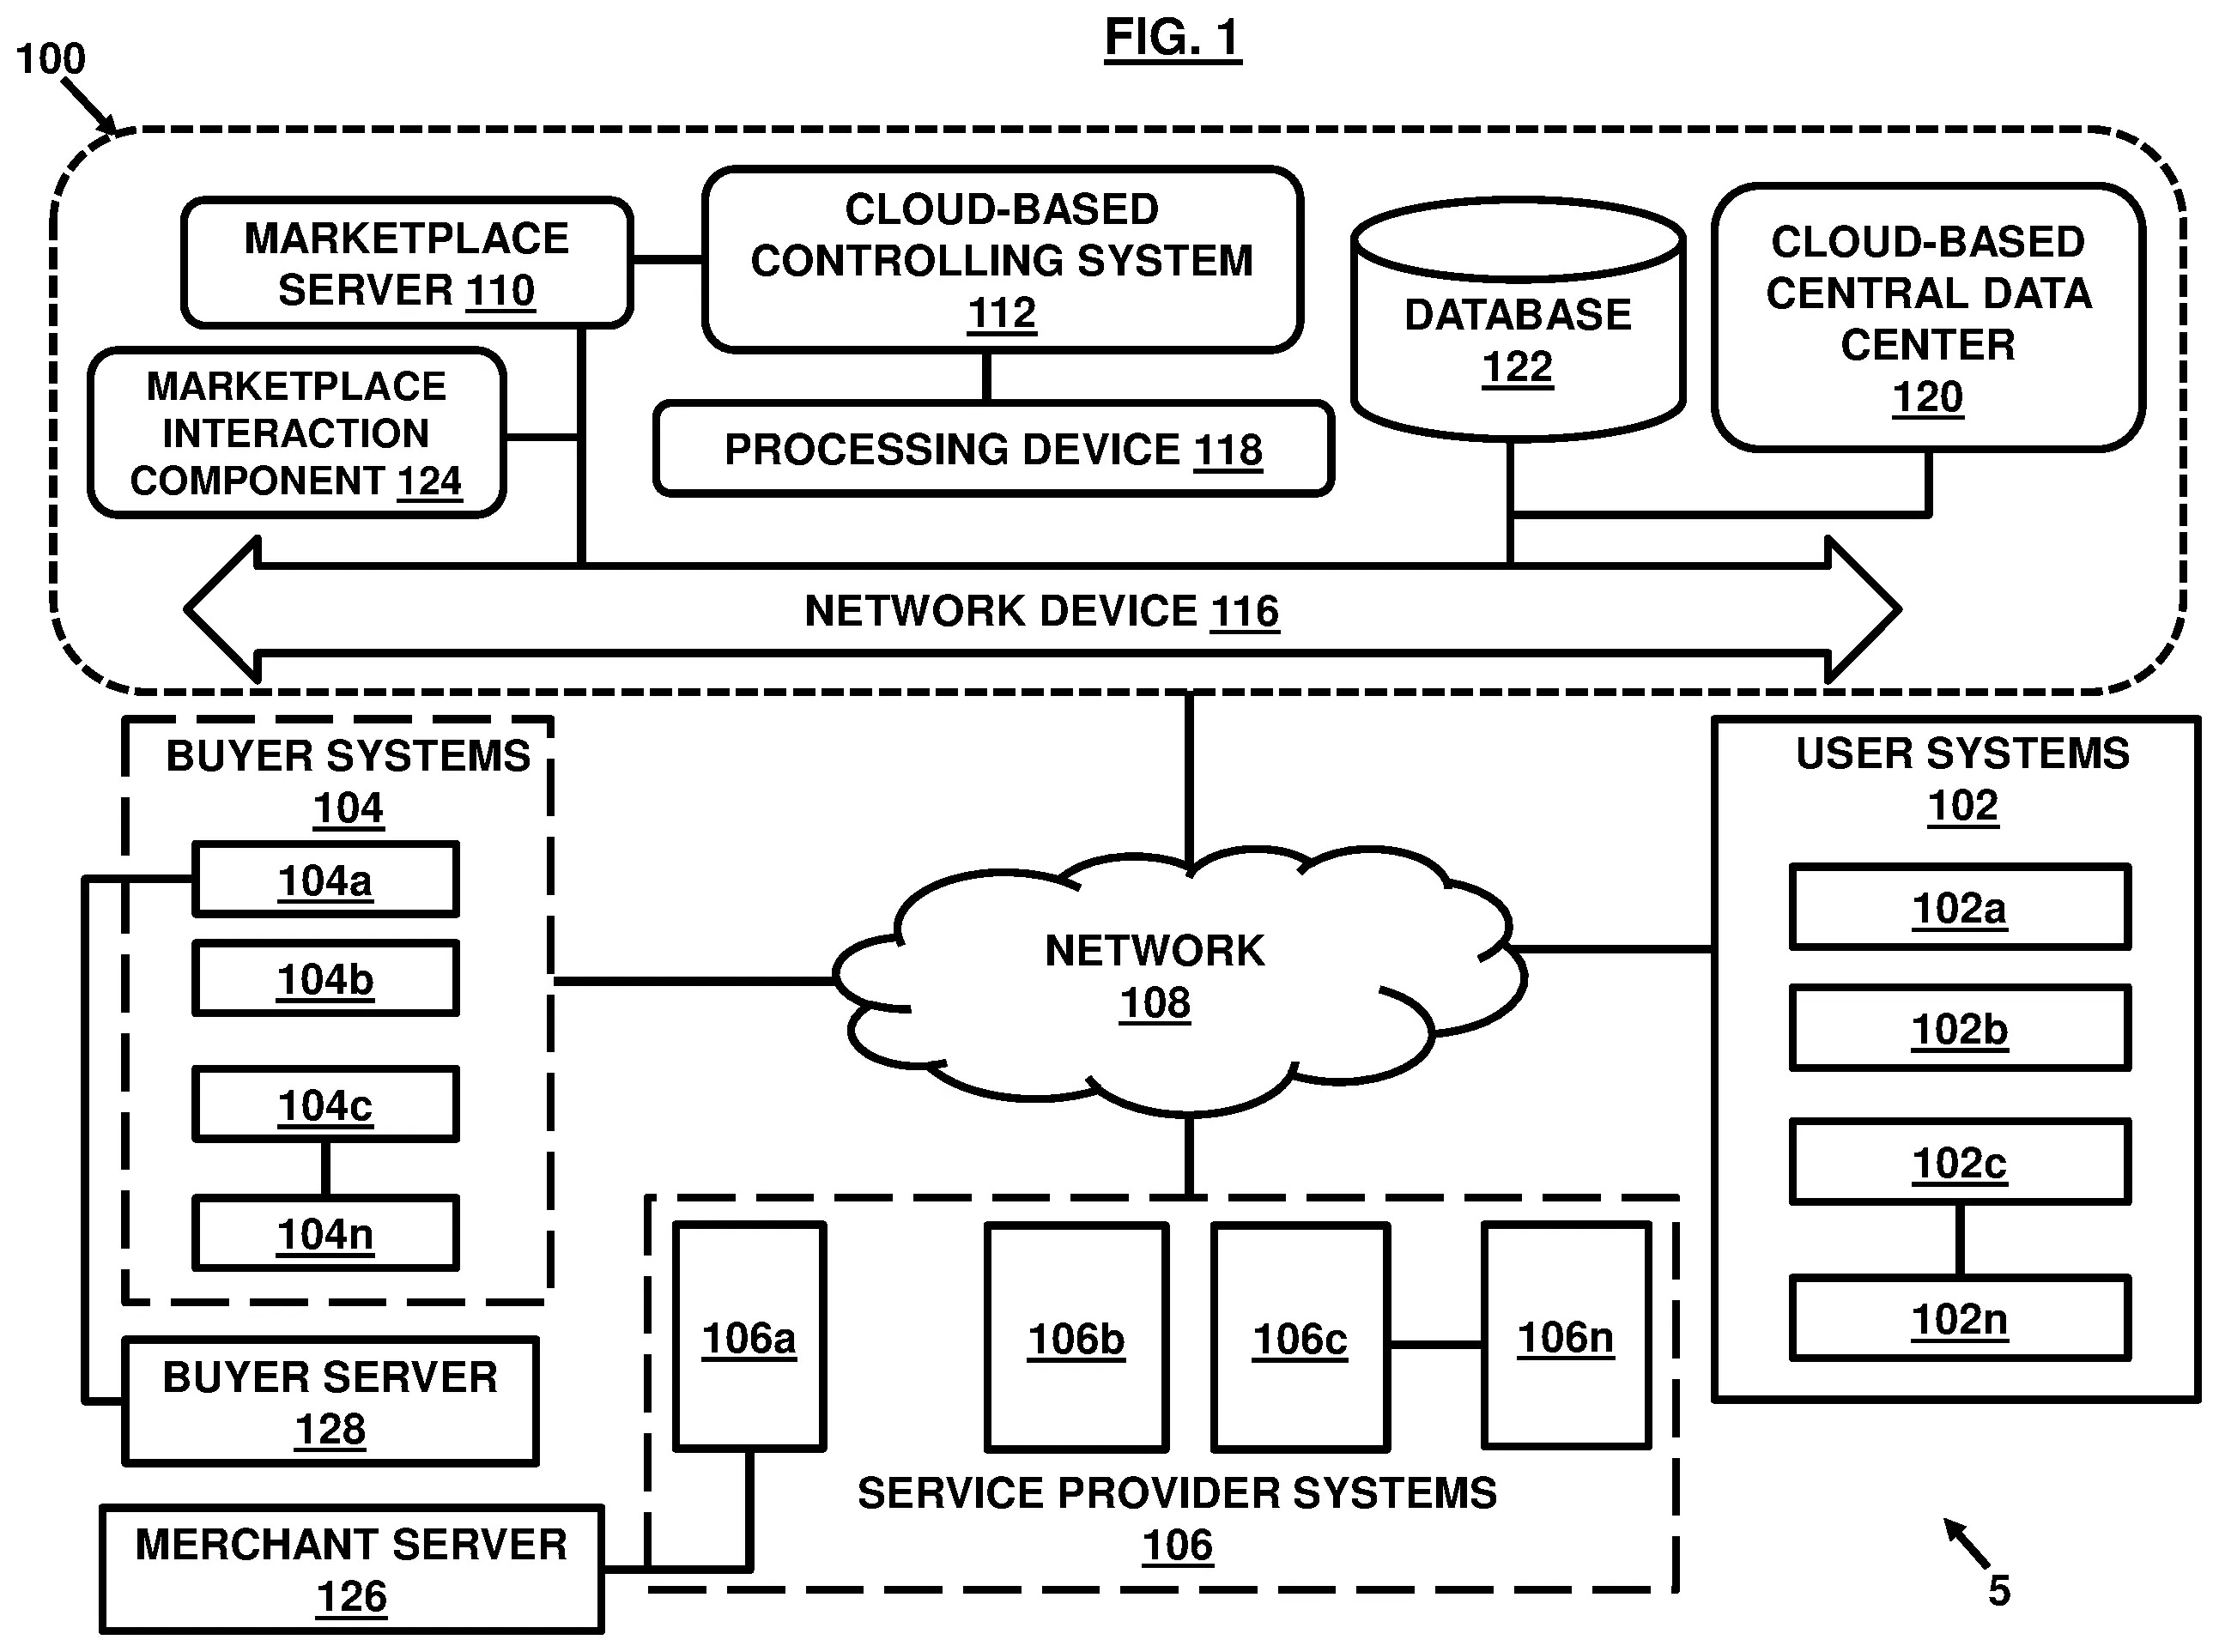 FIG. 1
100
MARKETPLACE
SERVER 110
CLOUD-BASED
CONTROLLING SYSTEM
112
DATABASE
122
CLOUD-BASED
CENTRAL DATA
CENTER
120
MARKETPLACE
INTERACTION
COMPONENT 124
PROCESSING DEVICE 118
NETWORK DEVICE 116
BUYER SYSTEMS
104
104a
104b
104c
104n
NETWORK
108
USER SYSTEMS
102
102a
102b
102c
102n
BUYER SERVER
128
MERCHANT SERVER
126
106a
106b
106c
106n
SERVICE PROVIDER SYSTEMS
106
5